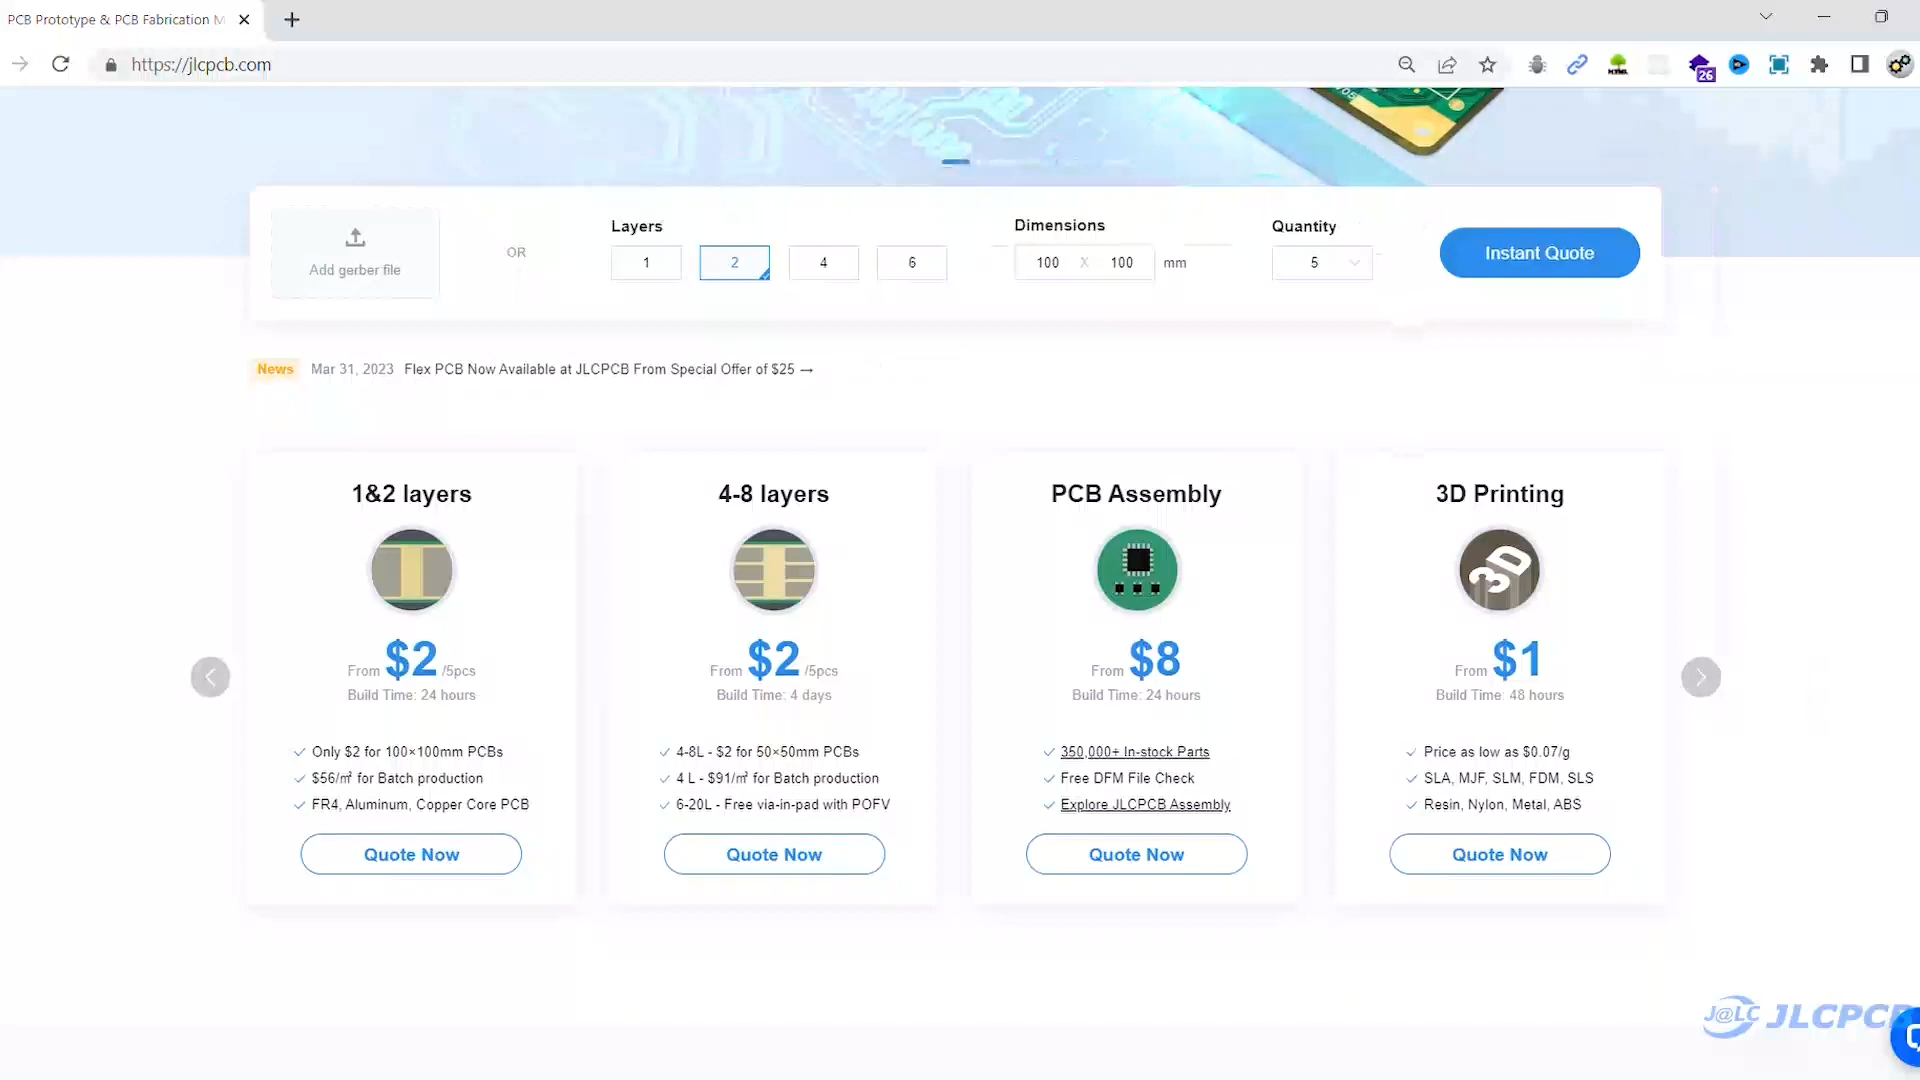 PCB Prototype & PCB Fabrication M
https://jlcpcb.com
26
Add gerber file
OR
Layers
1
2
4
6
Dimensions
100 X 100 mm
Quantity
5
Instant Quote
News Mar 31, 2023 Flex PCB Now Available at JLCPCB From Special Offer of $25 →
1&2 layers
From $2 /5pcs
Build Time: 24 hours
Only $2 for 100×100mm PCBs
$56/㎡ for Batch production
FR4, Aluminum, Copper Core PCB
Quote Now
4-8 layers
From $2 /5pcs
Build Time: 4 days
4-8L - $2 for 50×50mm PCBs
4 L - $91/㎡ for Batch production
6-20L - Free via-in-pad with POFV
Quote Now
PCB Assembly
From $8
Build Time: 24 hours
350,000+ In-stock Parts
Free DFM File Check
Explore JLCPCB Assembly
Quote Now
3D Printing
3D
From $1
Build Time: 48 hours
Price as low as $0.07/g
SLA, MJF, SLM, FDM, SLS
Resin, Nylon, Metal, ABS
Quote Now
J@LC JLCPCB